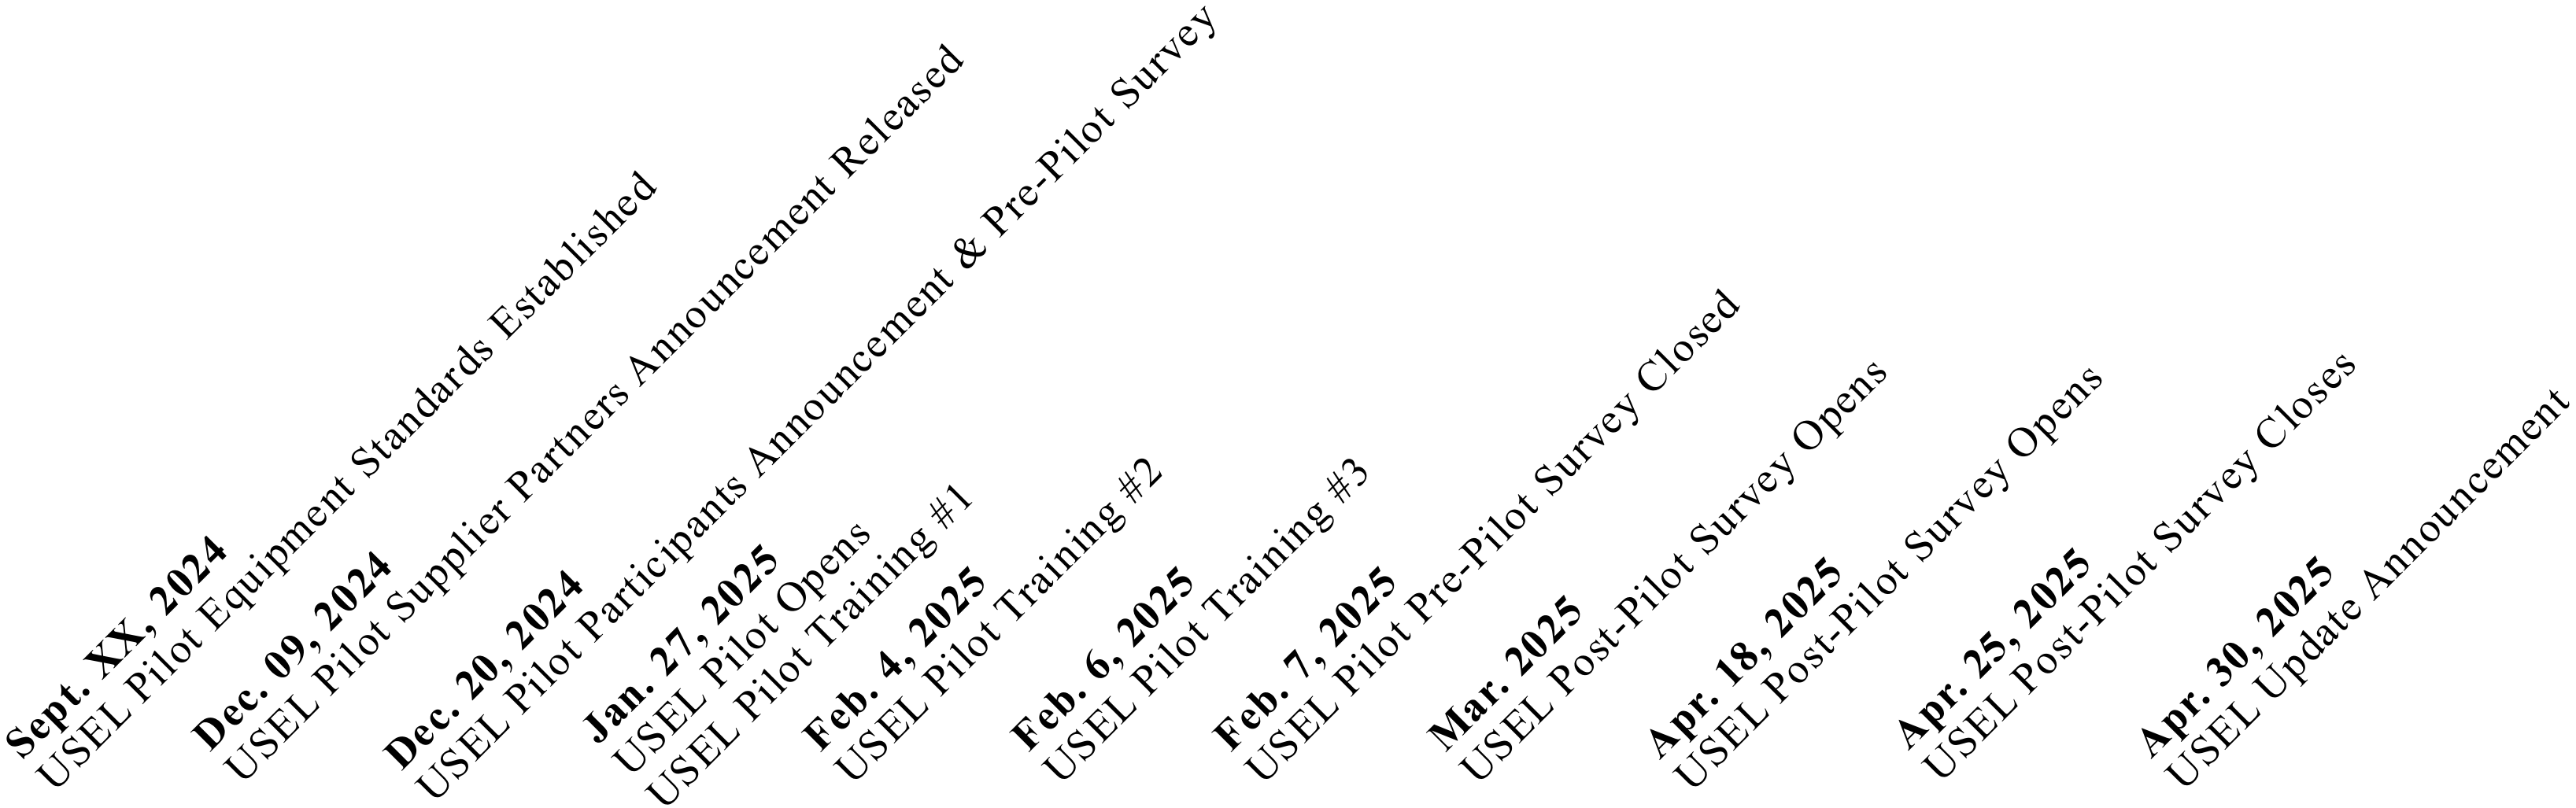 Sept. XX, 2024
USEL Pilot Equipment Standards Established
Dec. 09, 2024
USEL Pilot Supplier Partners Announcement Released
Dec. 20, 2024
USEL Pilot Participants Announcement & Pre-Pilot Survey
Jan. 27, 2025
USEL Pilot Opens
USEL Pilot Training #1
Feb. 4, 2025
USEL Pilot Training #2
Feb. 6, 2025
USEL Pilot Training #3
Feb. 7, 2025
USEL Pilot Pre-Pilot Survey Closed
Mar. 2025
USEL Post-Pilot Survey Opens
Apr. 18, 2025
USEL Post-Pilot Survey Opens
Apr. 25, 2025
USEL Post-Pilot Survey Closes
Apr. 30, 2025
USEL Update Announcement